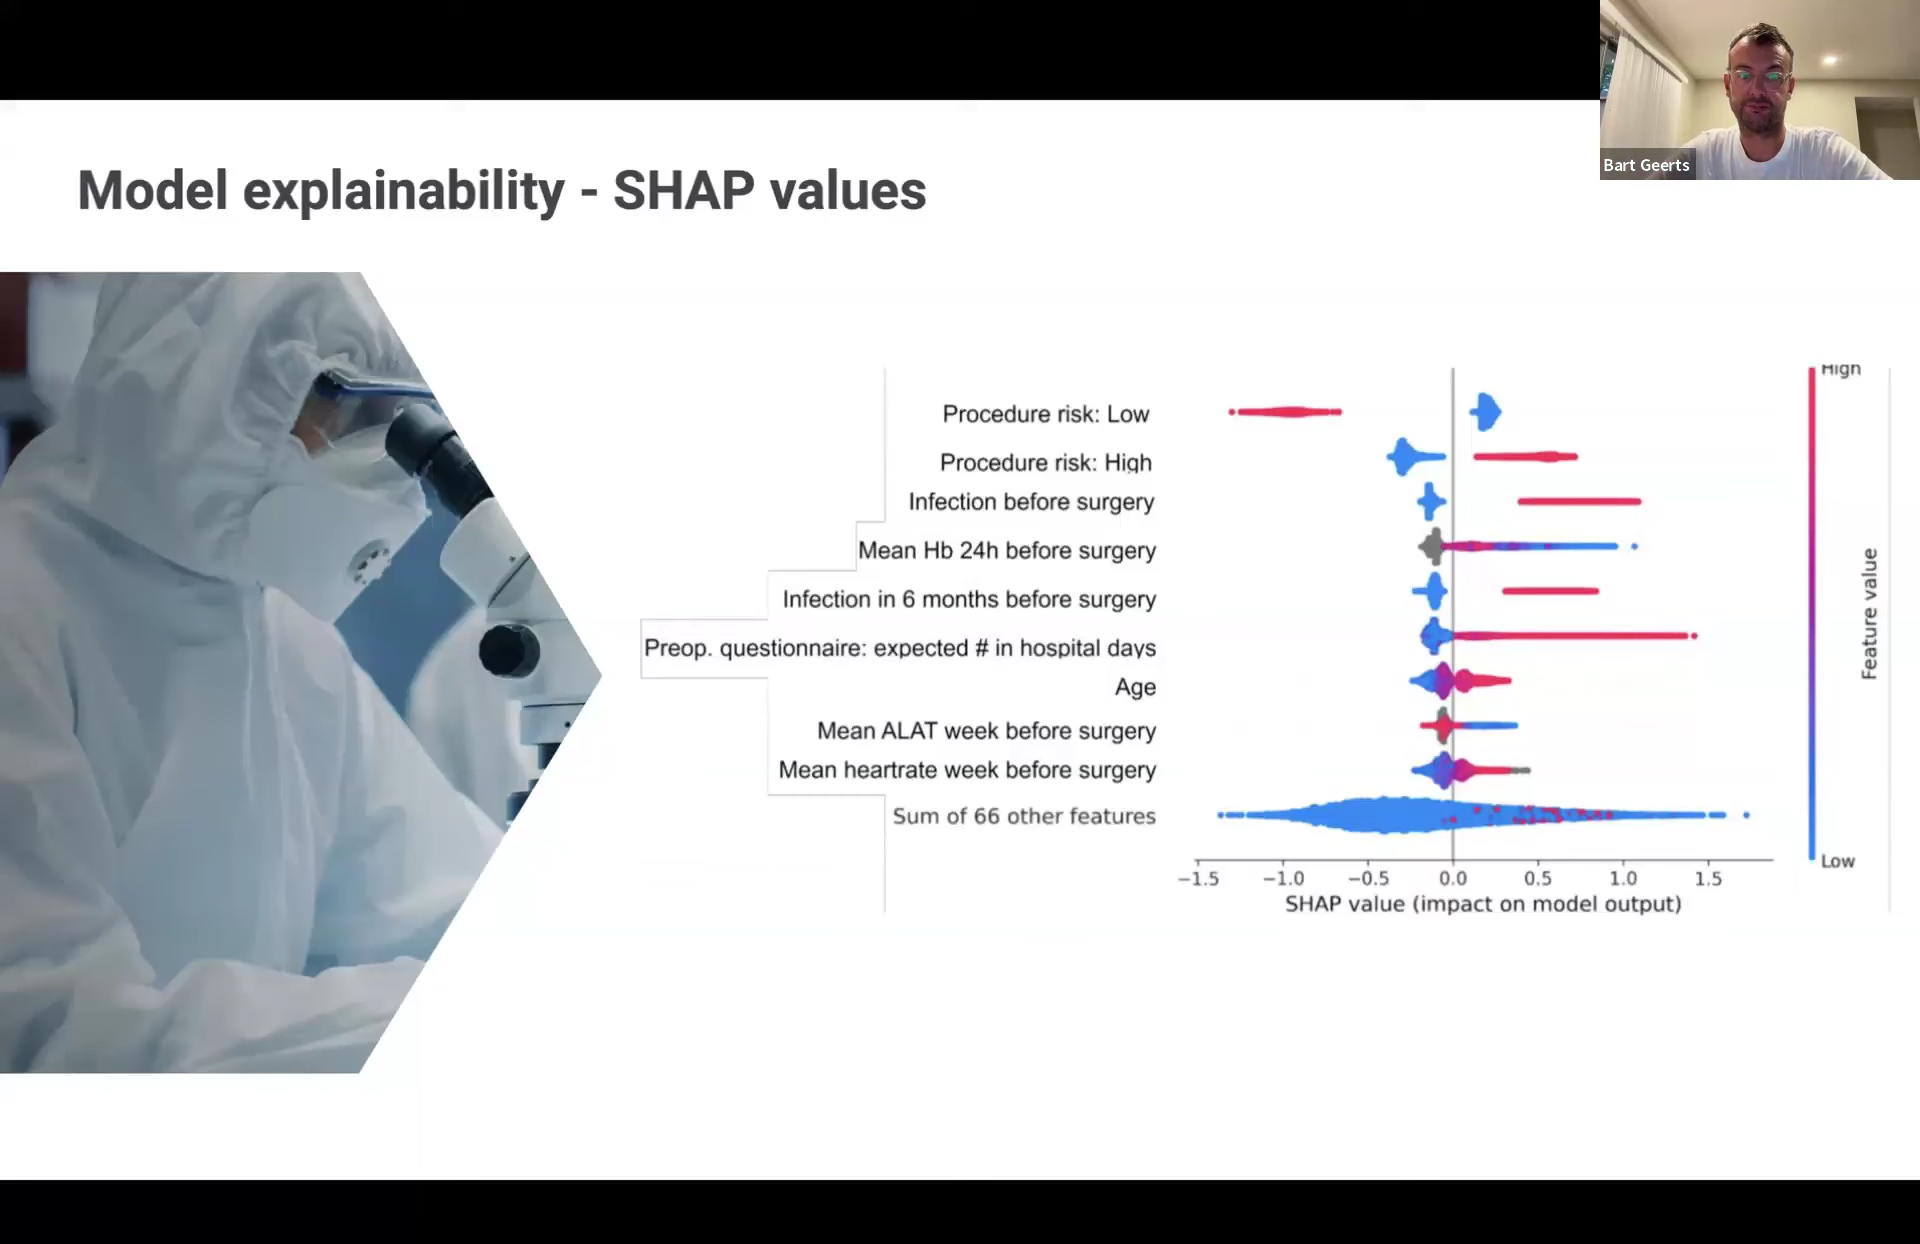 Bart Geerts
Model explainability - SHAP values
High
Procedure risk: Low
Procedure risk: High
Infection before surgery
Mean Hb 24h before surgery
Infection in 6 months before surgery
Preop. questionnaire: expected # in hospital days
Age
Mean ALAT week before surgery
Mean heartrate week before surgery
Sum of 66 other features
Feature value
Low
−1.5 −1.0 −0.5 0.0 0.5 1.0 1.5
SHAP value (impact on model output)